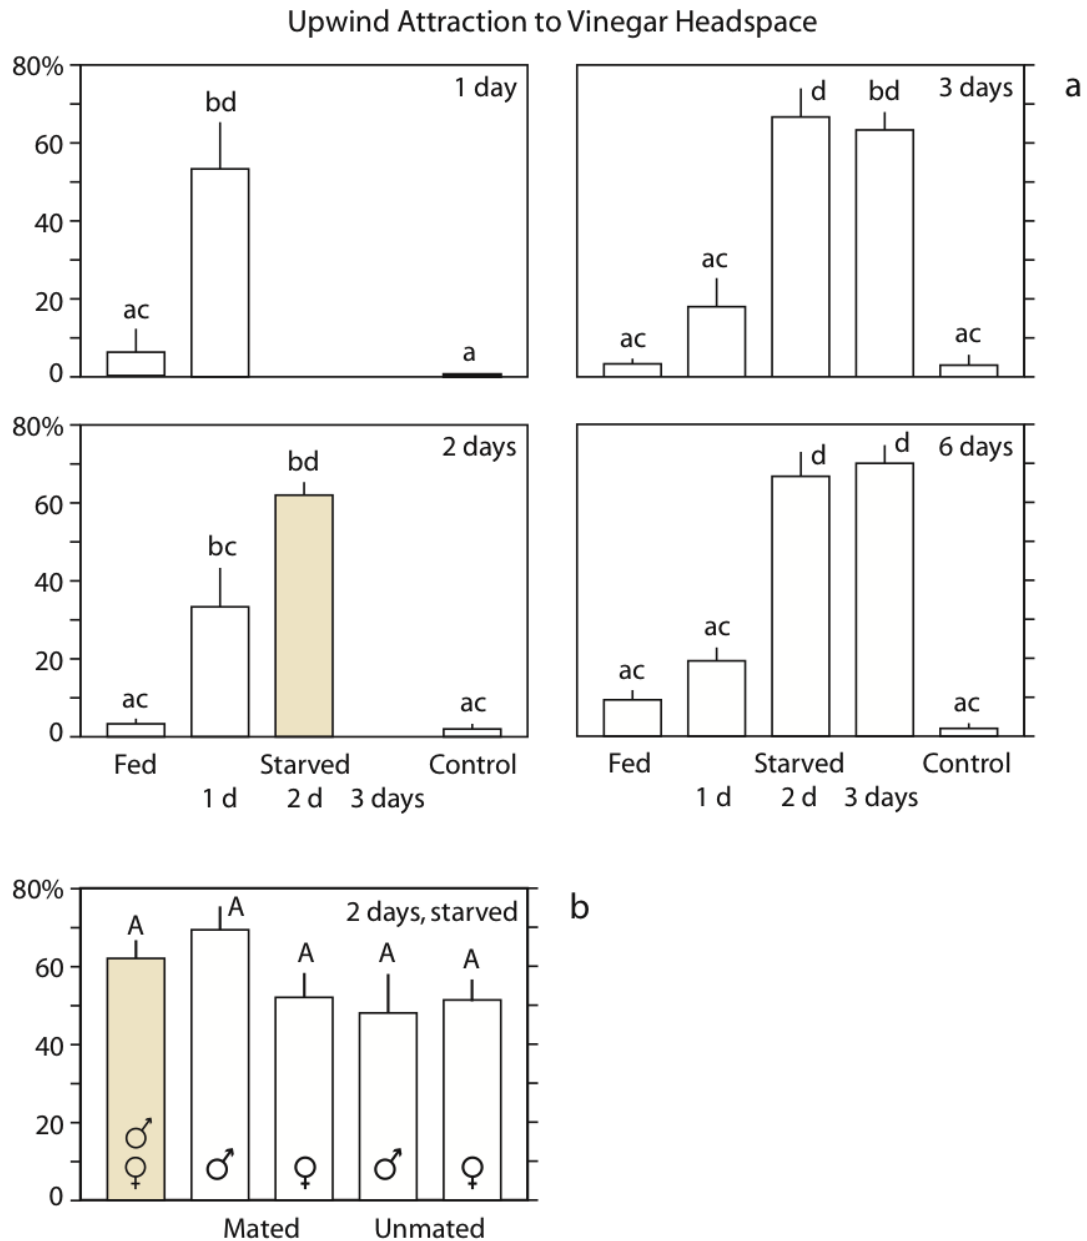 Upwind Attraction to Vinegar Headspace
a
80%
60
40
20
0
1 day
ac
bd
a
3 days
ac
ac
d
bd
ac
80%
60
40
20
0
2 days
ac
bc
bd
ac
Fed Starved Control
1 d 2 d 3 days
6 days
ac
ac
d
d
ac
Fed Starved Control
1 d 2 d 3 days
b
80%
60
40
20
0
2 days, starved
A
A
A
A
A
♂
♀
♂ ♀ ♂ ♀
Mated Unmated